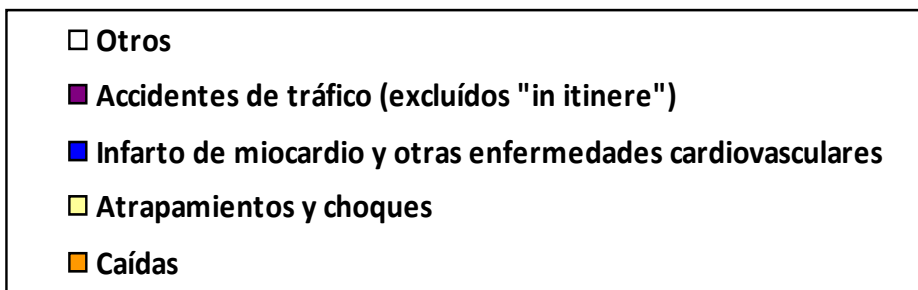 Otros
Accidentes de tráfico (excluídos "in itinere")
Infarto de miocardio y otras enfermedades cardiovasculares
Atrapamientos y choques
Caídas